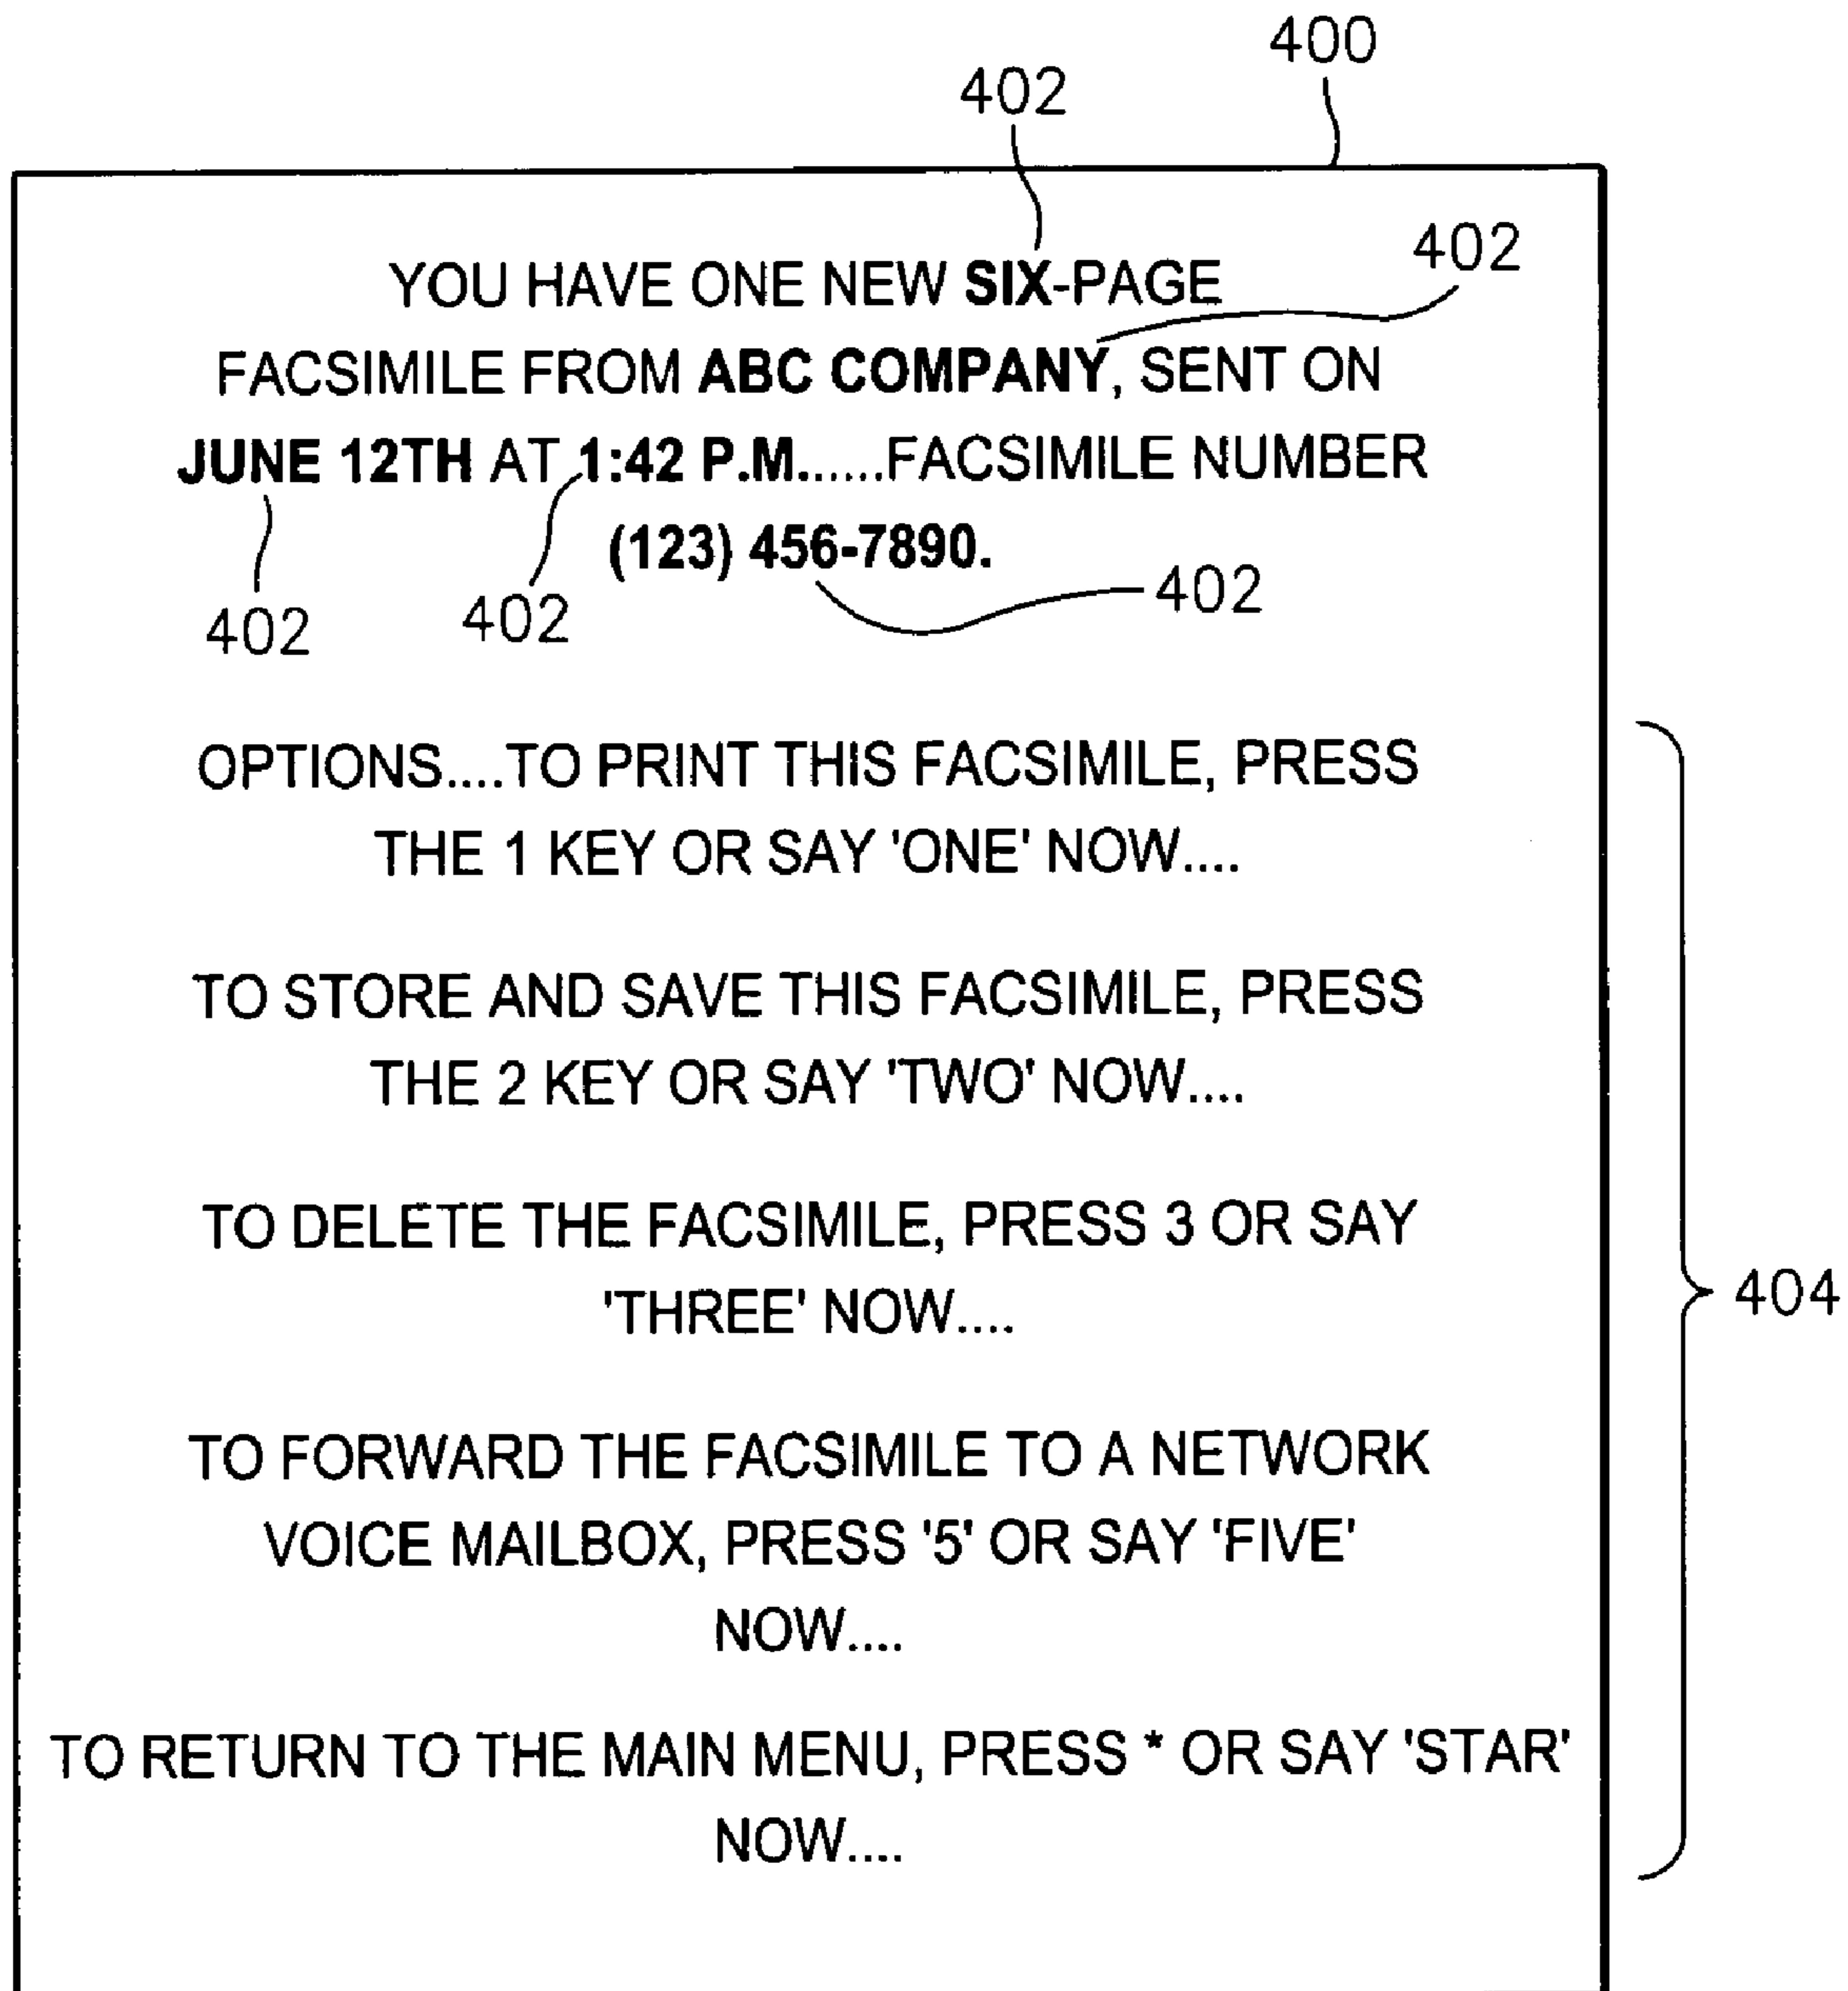 400
402
402
YOU HAVE ONE NEW SIX-PAGE
FACSIMILE FROM ABC COMPANY, SENT ON
JUNE 12TH AT 1:42 P.M......FACSIMILE NUMBER
(123) 456-7890.
402
402
402
OPTIONS....TO PRINT THIS FACSIMILE, PRESS
THE 1 KEY OR SAY 'ONE' NOW....
TO STORE AND SAVE THIS FACSIMILE, PRESS
THE 2 KEY OR SAY 'TWO' NOW....
TO DELETE THE FACSIMILE, PRESS 3 OR SAY
'THREE' NOW....
404
TO FORWARD THE FACSIMILE TO A NETWORK
VOICE MAILBOX, PRESS '5' OR SAY 'FIVE'
NOW....
TO RETURN TO THE MAIN MENU, PRESS * OR SAY 'STAR'
NOW....